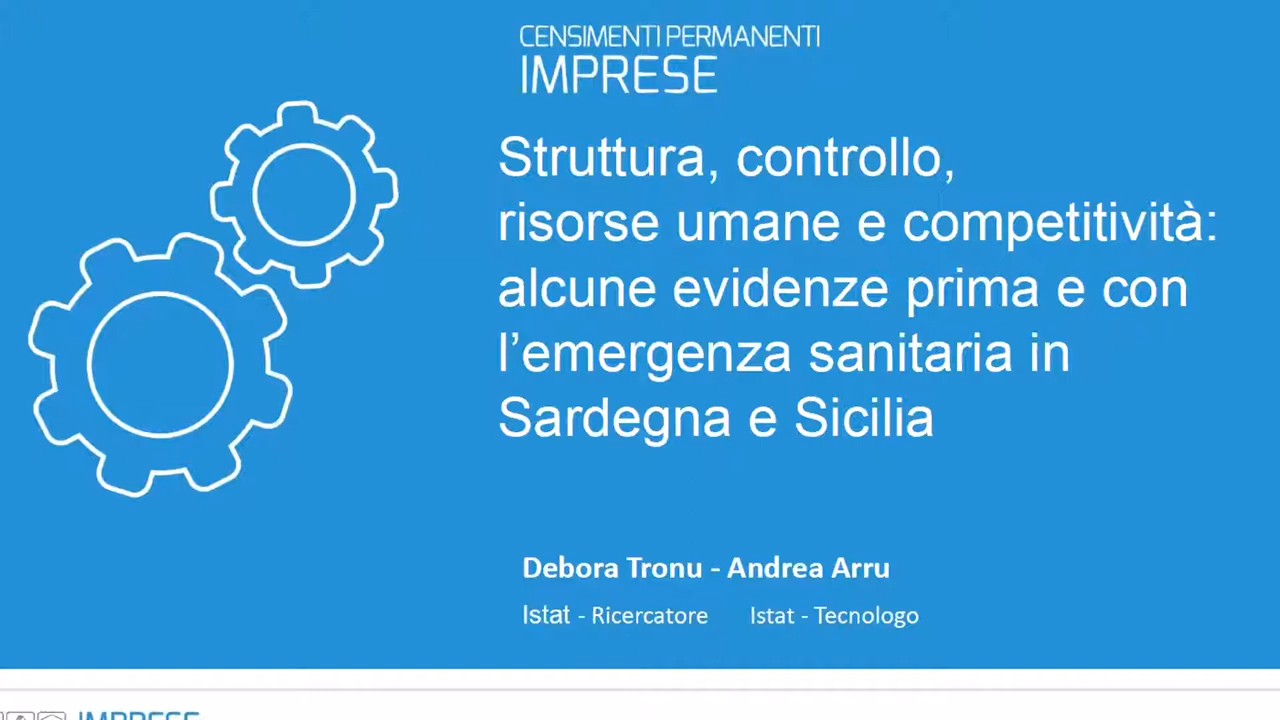 CENSIMENTI PERMANENTI
IMPRESE
Struttura, controllo,
risorse umane e competitività:
alcune evidenze prima e con
l’emergenza sanitaria in
Sardegna e Sicilia
Debora Tronu - Andrea Arru
Istat - Ricercatore Istat - Tecnologo
IMPRESE